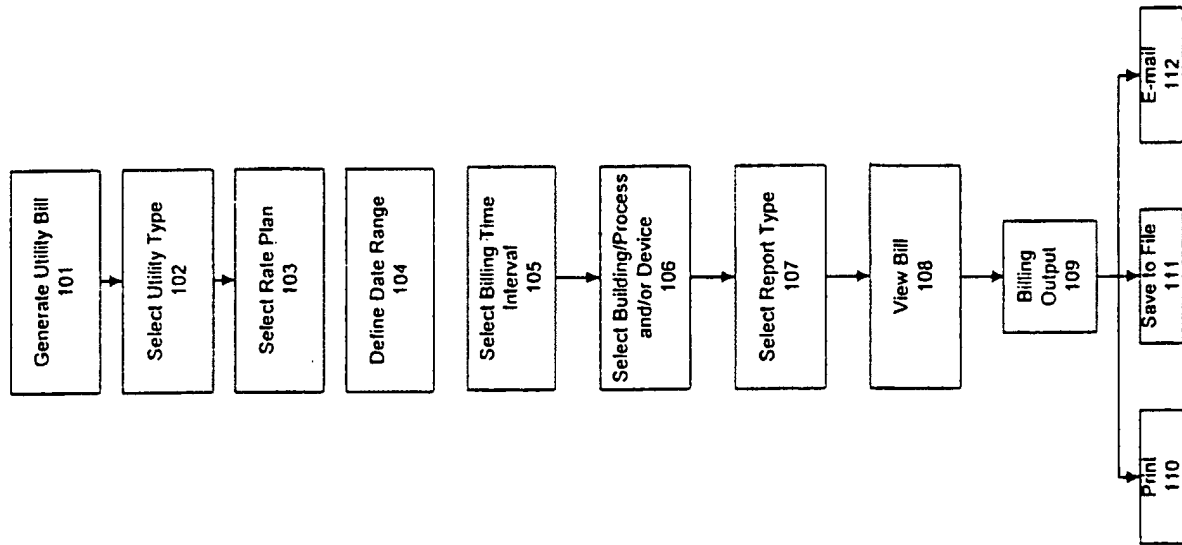 Generate Utility Bill
101
Select Utility Type
102
Select Rate Plan
103
Define Date Range
104
Select Billing Time
Interval
105
Select Building/Process
and/or Device
106
Select Report Type
107
View Bill
108
Billing
Output
109
Print
110
Save to File
111
E-mail
112